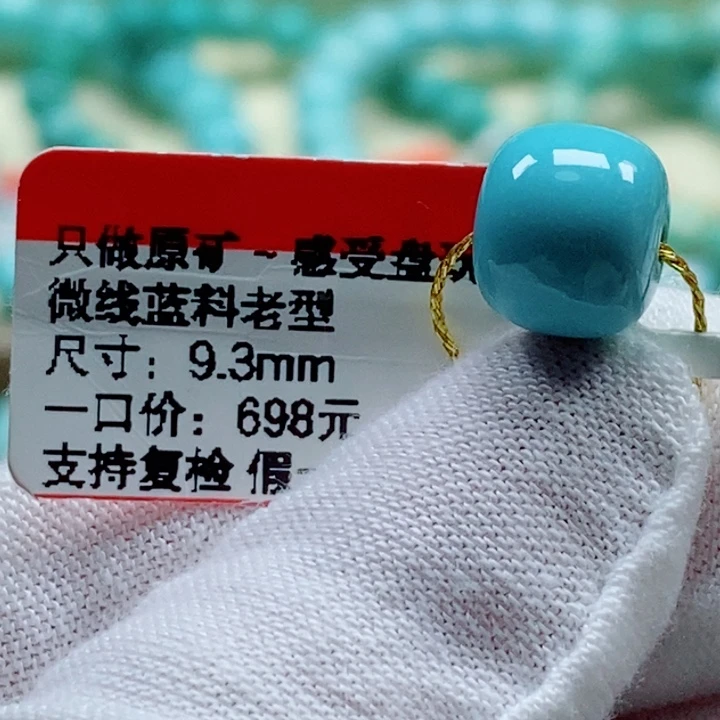 只做原矿~感受盘玩
微线蓝料老型
尺寸：9.3mm
一口价：698元
支持复检 假一